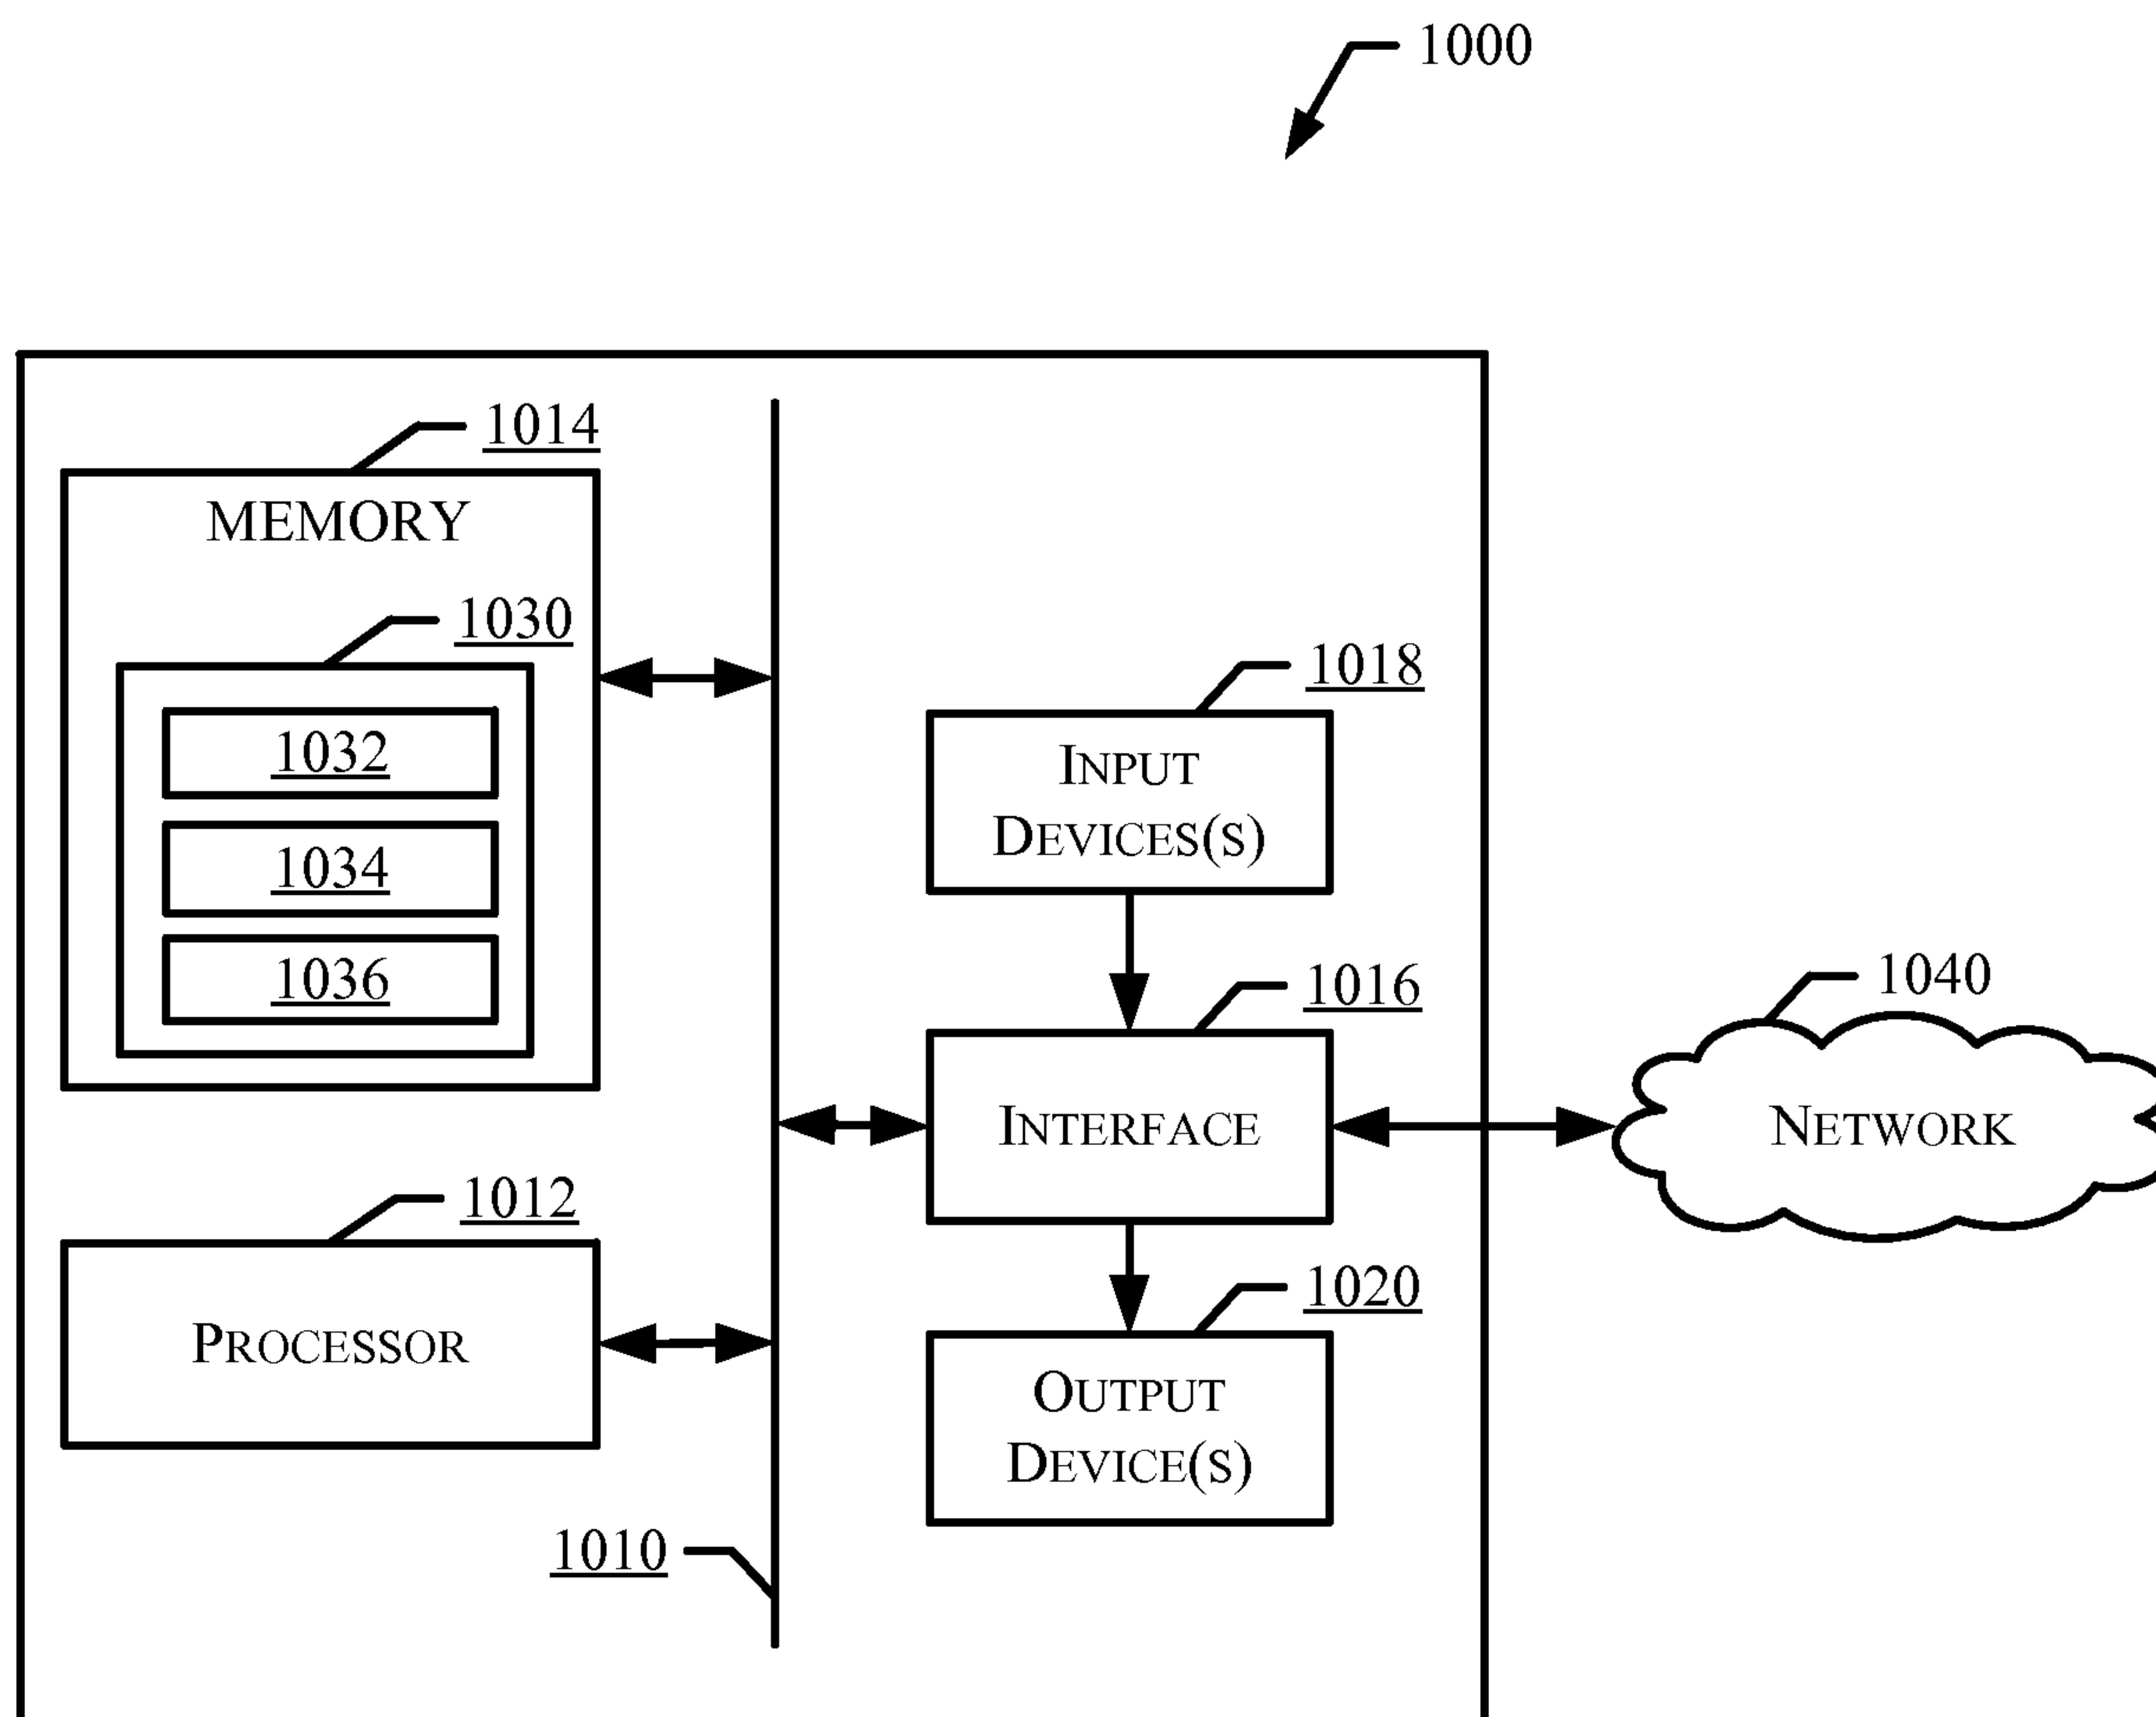 1000
1014
MEMORY
1030
1032
1034
1036
1012
PROCESSOR
1010
1018
INPUT
DEVICES(S)
1016
INTERFACE
1020
OUTPUT
DEVICE(S)
1040
NETWORK